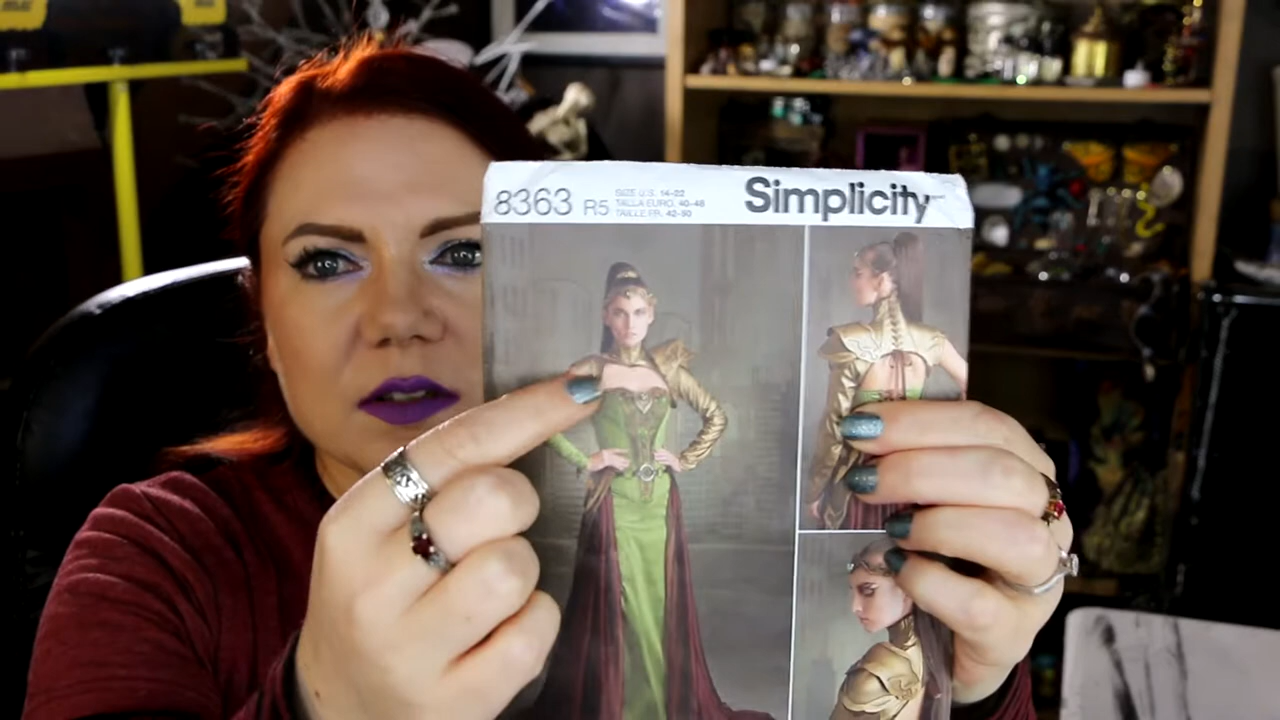 8363 R5
SIZE U.S. 14-22
TALLA EURO. 40-48
TAILLE FR. 42-50
Simplicity